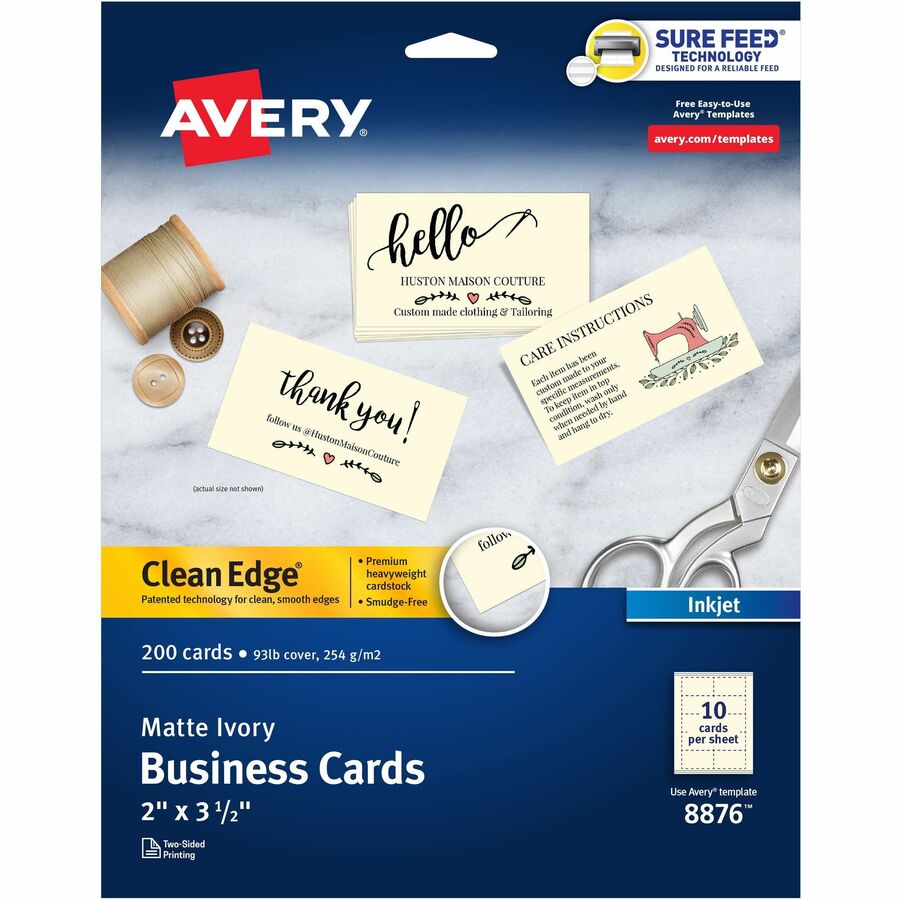 SURE FEED®
TECHNOLOGY
DESIGNED FOR A RELIABLE FEED
AVERY®
Free Easy-to-Use
Avery® Templates
avery.com/templates
hello
HUSTON MAISON COUTURE
Custom made clothing & Tailoring
CARE INSTRUCTIONS
Each item has been
custom made to your
specific measurements.
To keep item in top
condition, wash only
when needed by hand
and hang to dry.
thank you!
follow us @HustonMaisonCouture
(actual size not shown)
follow
Clean Edge®
Patented technology for clean, smooth edges
• Premium
heavyweight
cardstock
• Smudge-Free
Inkjet
200 cards • 93lb cover, 254 g/m2
10
cards
per sheet
Matte Ivory
Business Cards
2" x 3 1/2"
Use Avery® template
8876™
Two-Sided
Printing